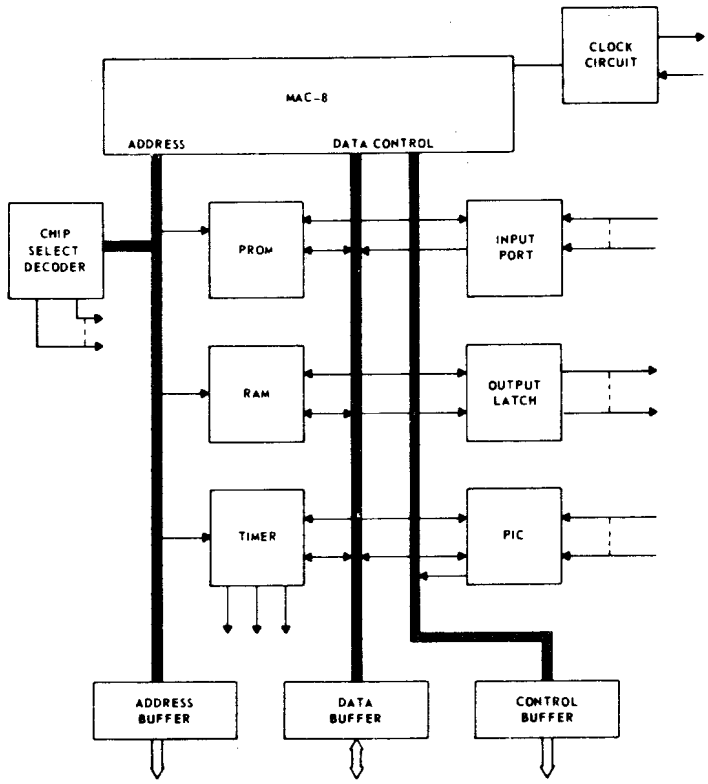 CLOCK
CIRCUIT
MAC-8
ADDRESS
DATA CONTROL
CHIP
SELECT
DECODER
PROM
INPUT
PORT
RAM
OUTPUT
LATCH
TIMER
PIC
ADDRESS
BUFFER
DATA
BUFFER
CONTROL
BUFFER